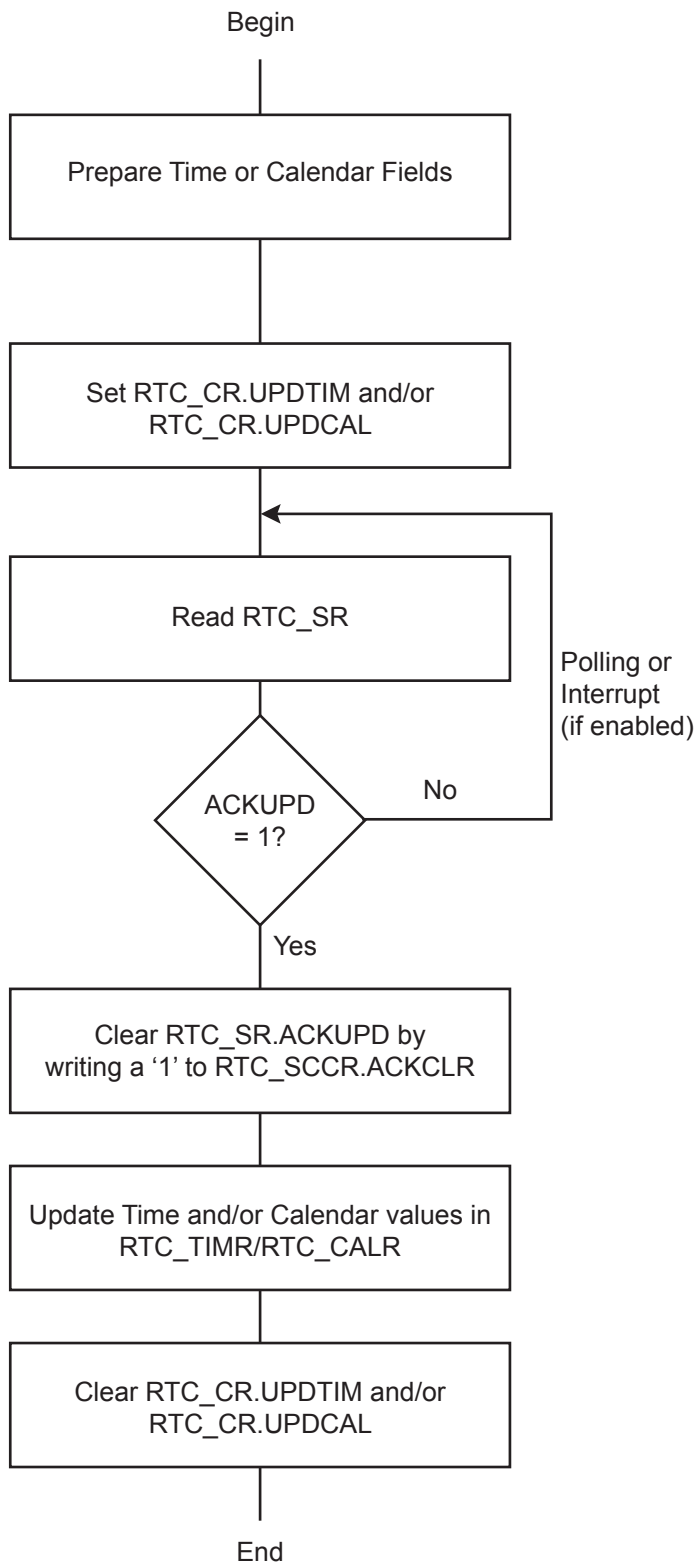 Begin
Prepare Time or Calendar Fields
Set RTC_CR.UPDTIM and/or
RTC_CR.UPDCAL
Read RTC_SR
Polling or
Interrupt
(if enabled)
No
ACKUPD
= 1?
Yes
Clear RTC_SR.ACKUPD by
writing a ‘1’ to RTC_SCCR.ACKCLR
Update Time and/or Calendar values in
RTC_TIMR/RTC_CALR
Clear RTC_CR.UPDTIM and/or
RTC_CR.UPDCAL
End